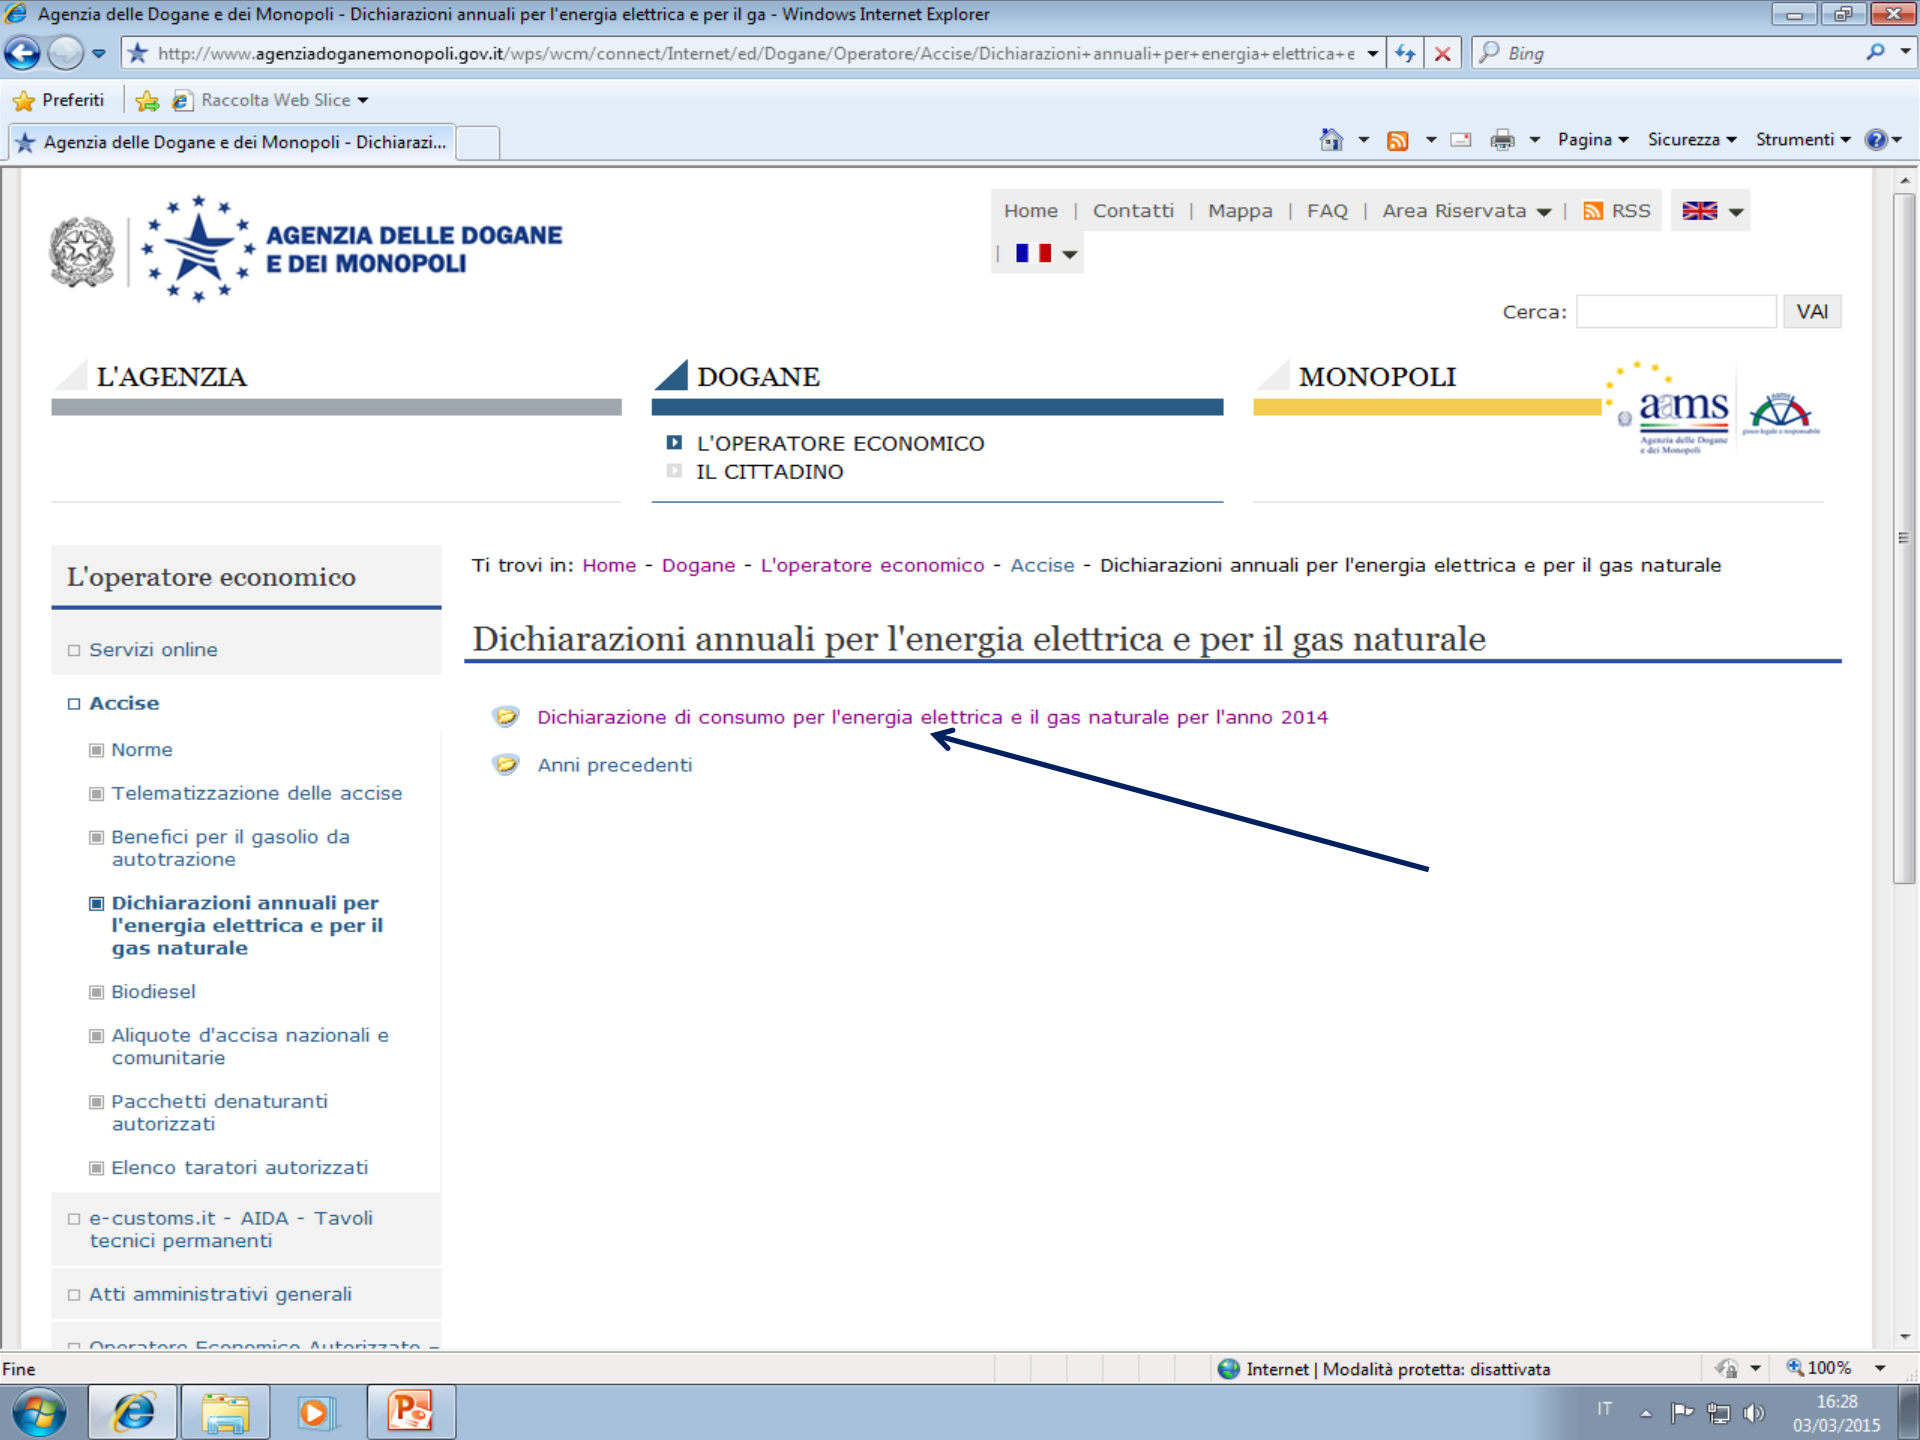 Agenzia delle Dogane e dei Monopoli - Dichiarazioni annuali per l'energia elettrica e per il ga - Windows Internet Explorer
http://www.agenziadoganemonopoli.gov.it/wps/wcm/connect/Internet/ed/Dogane/Operatore/Accise/Dichiarazioni+annuali+per+energia+elettrica+e
Bing
Preferiti
Raccolta Web Slice
Agenzia delle Dogane e dei Monopoli - Dichiarazi...
Pagina Sicurezza Strumenti
AGENZIA DELLE DOGANE
E DEI MONOPOLI
Home | Contatti | Mappa | FAQ | Area Riservata | RSS
|
Cerca: VAI
L'AGENZIA
DOGANE
MONOPOLI
aams
Agenzia delle Dogane
e dei Monopoli
L'OPERATORE ECONOMICO
IL CITTADINO
L'operatore economico
Ti trovi in: Home - Dogane - L'operatore economico - Accise - Dichiarazioni annuali per l'energia elettrica e per il gas naturale
Dichiarazioni annuali per l'energia elettrica e per il gas naturale
Dichiarazione di consumo per l'energia elettrica e il gas naturale per l'anno 2014
Anni precedenti
Servizi online
Accise
Norme
Telematizzazione delle accise
Benefici per il gasolio da
autotrazione
Dichiarazioni annuali per
l'energia elettrica e per il
gas naturale
Biodiesel
Aliquote d'accisa nazionali e
comunitarie
Pacchetti denaturanti
autorizzati
Elenco taratori autorizzati
e-customs.it - AIDA - Tavoli
tecnici permanenti
Atti amministrativi generali
Operatore Economico Autorizzato -
Fine
Internet | Modalità protetta: disattivata
100%
IT
16:28
03/03/2015